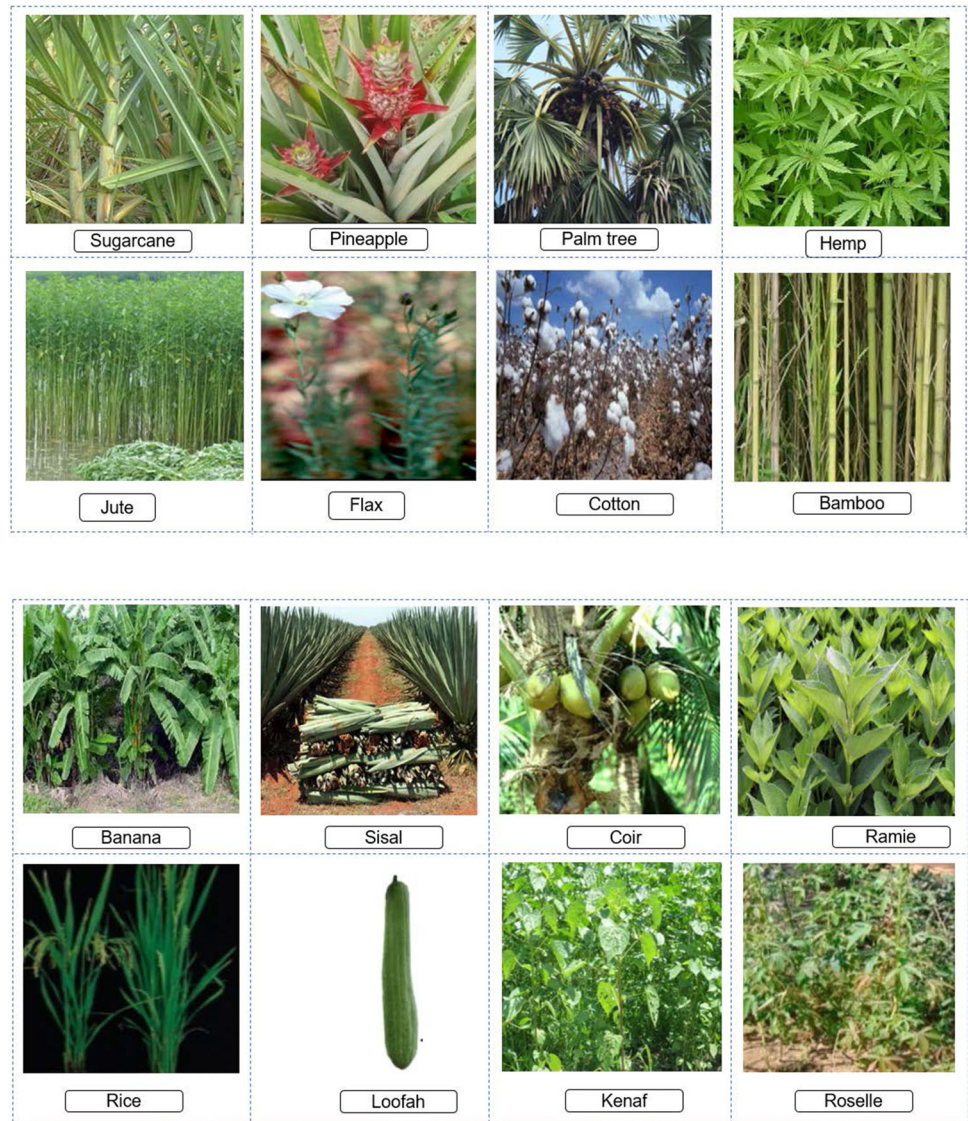 Sugarcane
Pineapple
Palm tree
Hemp
Jute
Flax
Cotton
Bamboo
Banana
Sisal
Coir
Ramie
Rice
Loofah
Kenaf
Roselle